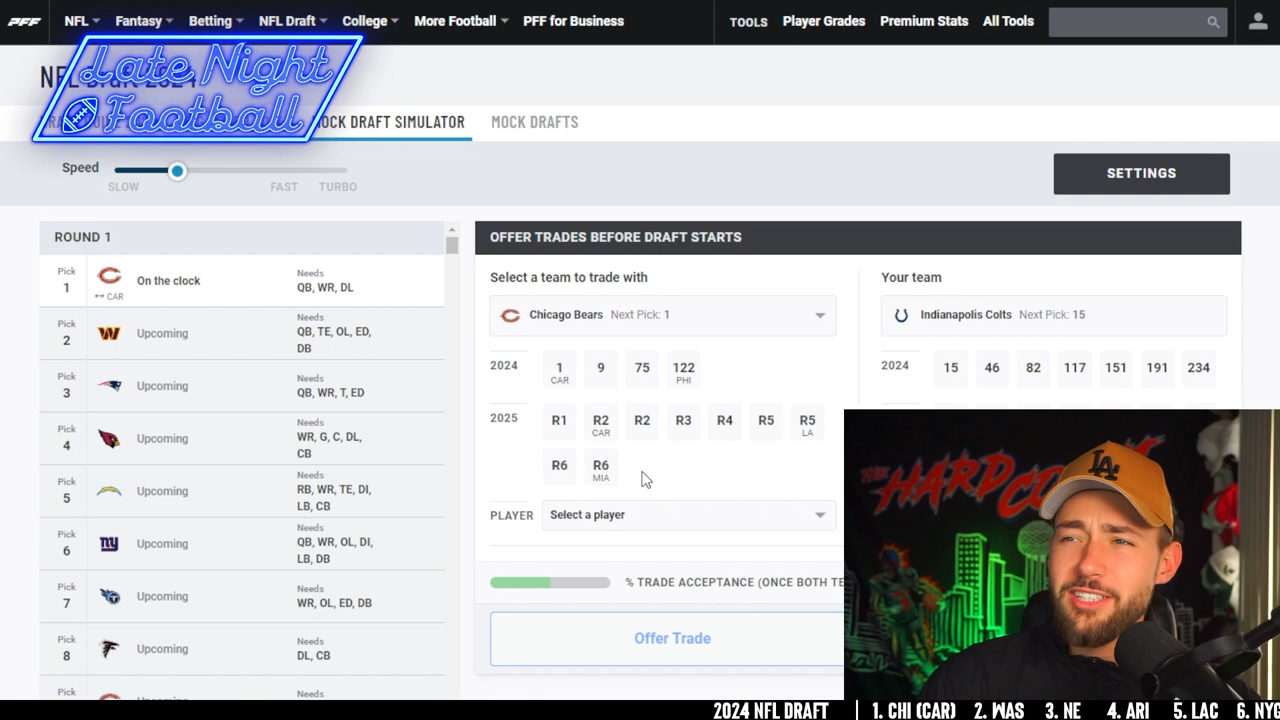 PFF
NFL Fantasy Betting NFL Draft College More Football PFF for Business
TOOLS Player Grades Premium Stats All Tools
NFL Draft 2024
Late Night
Football
MOCK DRAFT SIMULATOR MOCK DRAFTS
Speed
SLOW FAST TURBO
SETTINGS
ROUND 1
Pick
1
CAR
On the clock
Needs
QB, WR, DL
Pick
2
Upcoming
Needs
QB, TE, OL, ED,
DB
Pick
3
Upcoming
Needs
QB, WR, T, ED
Pick
4
Upcoming
Needs
WR, G, C, DL,
CB
Pick
5
Upcoming
Needs
RB, WR, TE, DI,
LB, CB
Pick
6
Upcoming
Needs
QB, WR, OL, DI,
LB, DB
Pick
7
Upcoming
Needs
WR, OL, ED, DB
Pick
8
Upcoming
Needs
DL, CB
Pick
Needs
OFFER TRADES BEFORE DRAFT STARTS
Select a team to trade with
Chicago Bears Next Pick: 1
2024
1
CAR
9
75
122
PHI
2025
R1
R2
CAR
R2
R3
R4
R5
R5
LA
R6
R6
MIA
PLAYER Select a player
% TRADE ACCEPTANCE (ONCE BOTH TE
Offer Trade
Your team
Indianapolis Colts Next Pick: 15
2024 15 46 82 117 151 191 234
THE HARDCO
LA
2024 NFL DRAFT 1. CHI (CAR) 2. WAS 3. NE 4. ARI 5. LAC 6. NYG